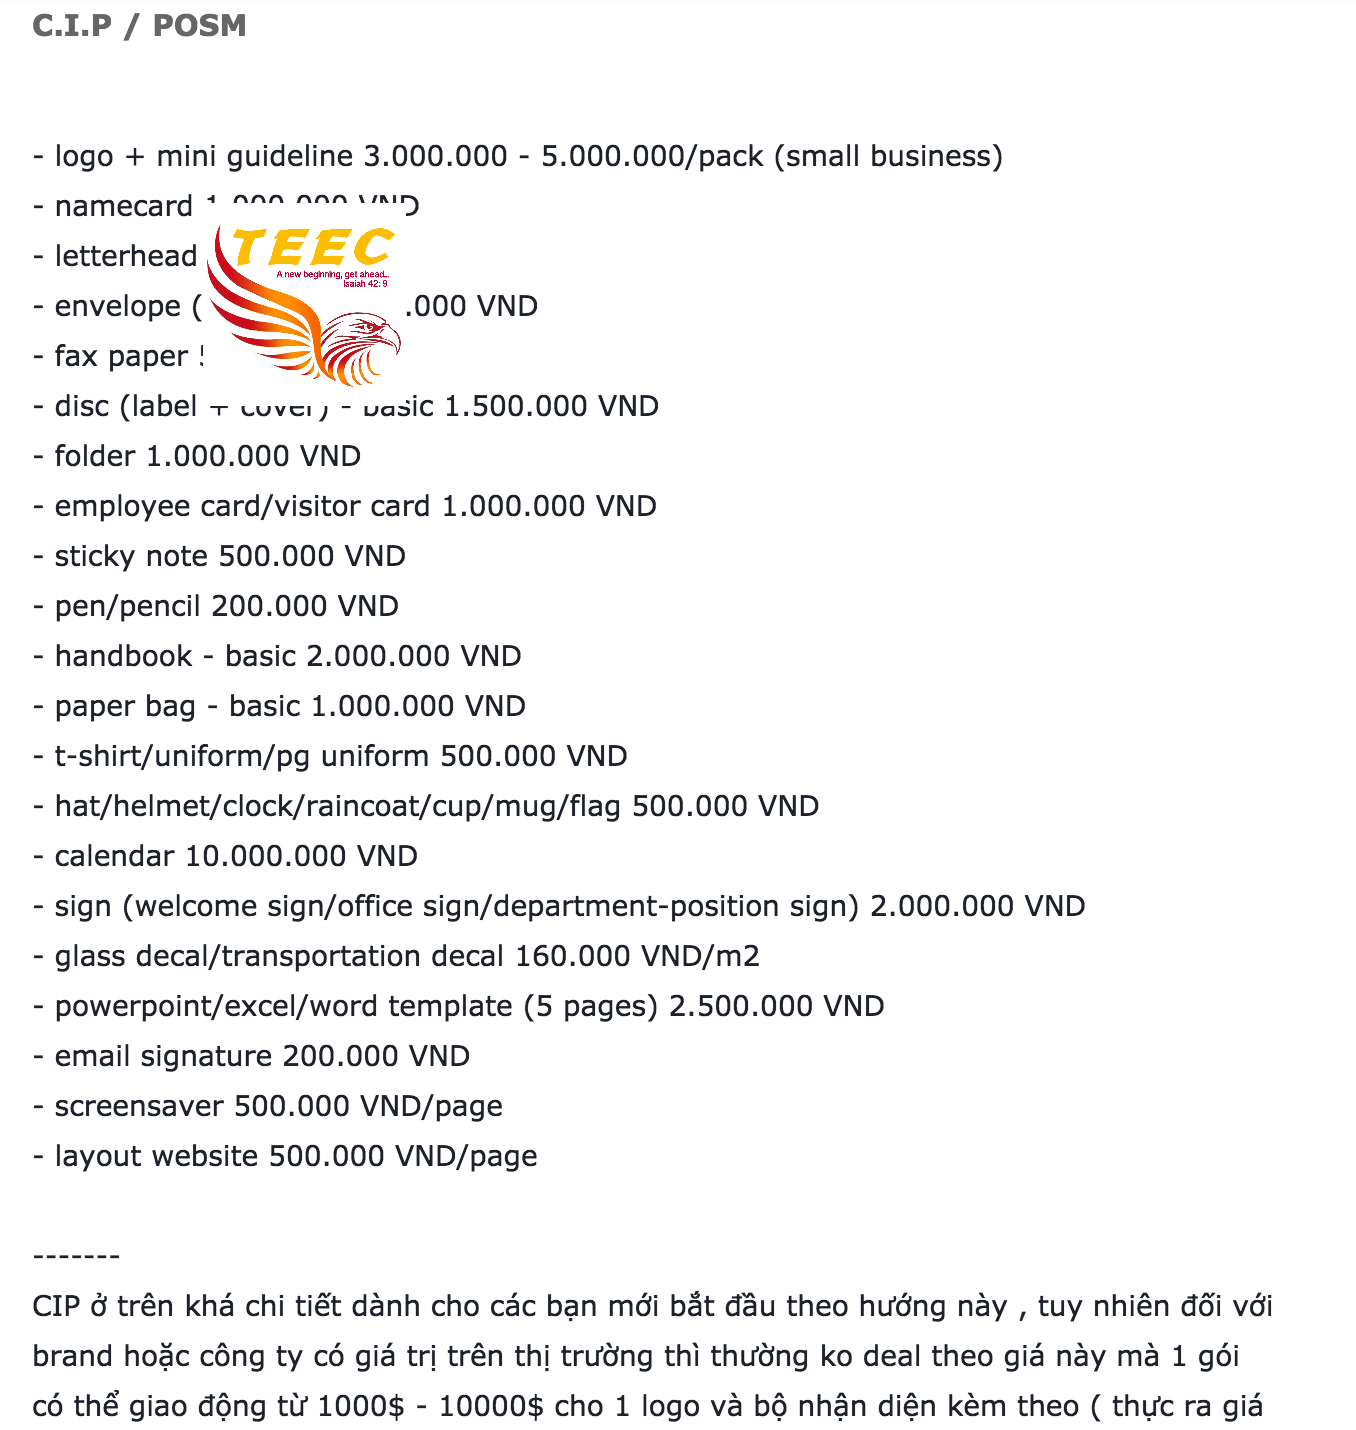 C.I.P / POSM
- logo + mini guideline 3.000.000 - 5.000.000/pack (small business)
- namecard 1.000.000 VND
- letterhead
TEEC
A new beginning, get ahead...
Isaiah 42: 9
- envelope ( .000 VND
- fax paper
- disc (label + cover) - basic 1.500.000 VND
- folder 1.000.000 VND
- employee card/visitor card 1.000.000 VND
- sticky note 500.000 VND
- pen/pencil 200.000 VND
- handbook - basic 2.000.000 VND
- paper bag - basic 1.000.000 VND
- t-shirt/uniform/pg uniform 500.000 VND
- hat/helmet/clock/raincoat/cup/mug/flag 500.000 VND
- calendar 10.000.000 VND
- sign (welcome sign/office sign/department-position sign) 2.000.000 VND
- glass decal/transportation decal 160.000 VND/m2
- powerpoint/excel/word template (5 pages) 2.500.000 VND
- email signature 200.000 VND
- screensaver 500.000 VND/page
- layout website 500.000 VND/page
-------
CIP ở trên khá chi tiết dành cho các bạn mới bắt đầu theo hướng này , tuy nhiên đối với
brand hoặc công ty có giá trị trên thị trường thì thường ko deal theo giá này mà 1 gói
có thể giao động từ 1000$ - 10000$ cho 1 logo và bộ nhận diện kèm theo ( thực ra giá